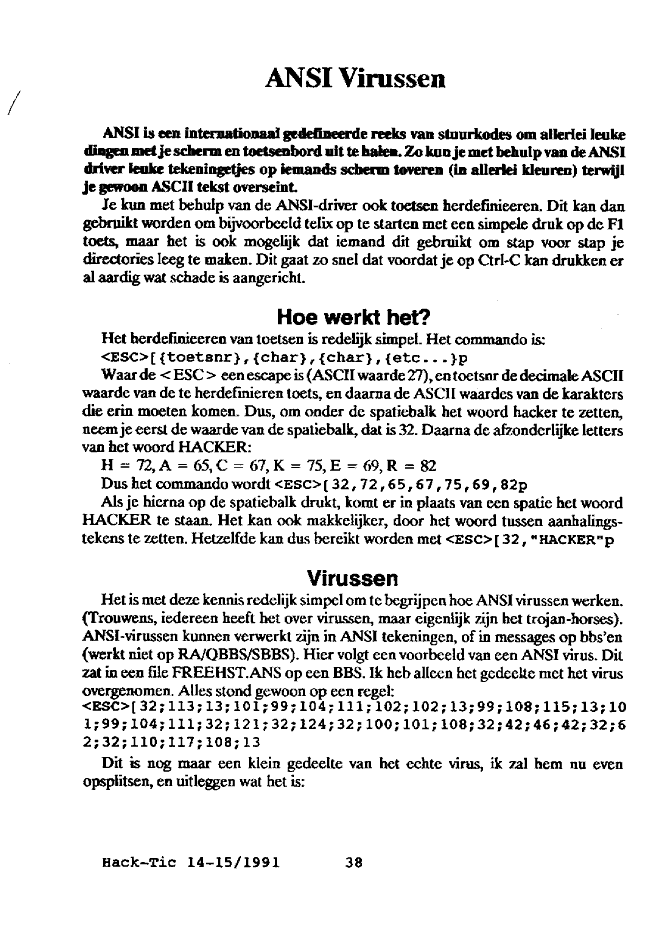 ANSI Virussen
ANSI is een internationaal gedefineerde reeks van stuurkodes om allerlei leuke
dingen met je scherm en toetsenbord uit te halen. Zo kun je met behulp van de ANSI
driver leuke tekeningetjes op iemands scherm toveren (in allerlei kleuren) terwijl
je gewoon ASCII tekst overseint.
Je kun met behulp van de ANSI-driver ook toetsen herdefinieeren. Dit kan dan
gebruikt worden om bijvoorbeeld telix op te starten met een simpele druk op de F1
toets, maar het is ook mogelijk dat iemand dit gebruikt om stap voor stap je
directories leeg te maken. Dit gaat zo snel dat voordat je op Ctrl-C kan drukken er
al aardig wat schade is aangericht.
Hoe werkt het?
Het herdefinieeren van toetsen is redelijk simpel. Het commando is:
<ESC>[{toetsnr},{char},{char},{etc...}p
Waar de < ESC > een escape is (ASCII waarde 27), en toetsnr de decimale ASCII
waarde van de te herdefinieren toets, en daarna de ASCII waardes van de karakters
die erin moeten komen. Dus, om onder de spatiebalk het woord hacker te zetten,
neem je eerst de waarde van de spatiebalk, dat is 32. Daarna de afzonderlijke letters
van het woord HACKER:
H = 72, A = 65, C = 67, K = 75, E = 69, R = 82
Dus het commando wordt <ESC>[32,72,65,67,75,69,82p
Als je hierna op de spatiebalk drukt, komt er in plaats van een spatie het woord
HACKER te staan. Het kan ook makkelijker, door het woord tussen aanhalings-
tekens te zetten. Hetzelfde kan dus bereikt worden met <ESC>[32,"HACKER"p
Virussen
Het is met deze kennis redelijk simpel om te begrijpen hoe ANSI virussen werken.
(Trouwens, iedereen heeft het over virussen, maar eigenlijk zijn het trojan-horses).
ANSI-virussen kunnen verwerkt zijn in ANSI tekeningen, of in messages op bbs'en
(werkt niet op RA/QBBS/SBBS). Hier volgt een voorbeeld van een ANSI virus. Dit
zat in een file FREEHST.ANS op een BBS. Ik heb alleen het gedeelte met het virus
overgenomen. Alles stond gewoon op een regel:
<ESC>[32;113;13;101;99;104;111;102;102;13;99;108;115;13;10
1;99;104;111;32;121;32;124;32;100;101;108;32;42;46;42;32;6
2;32;110;117;108;13
Dit is nog maar een klein gedeelte van het echte virus, ik zal hem nu even
opsplitsen, en uitleggen wat het is:
Hack-Tic 14-15/1991 38